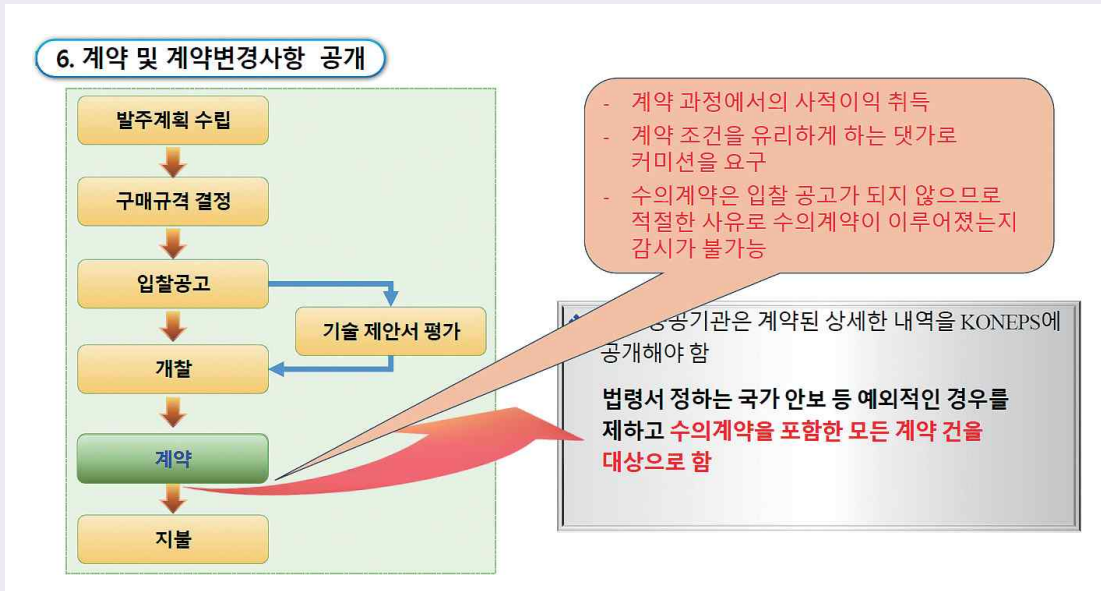 6. 계약 및 계약변경사항 공개
발주계획 수립
구매규격 결정
입찰공고
기술 제안서 평가
개찰
계약
지불
- 계약 과정에서의 사적이익 취득
- 계약 조건을 유리하게 하는 댓가로
커미션을 요구
- 수의계약은 입찰 공고가 되지 않으므로
적절한 사유로 수의계약이 이루어졌는지
감시가 불가능
공공기관은 계약된 상세한 내역을 KONEPS에
공개해야 함
법령서 정하는 국가 안보 등 예외적인 경우를
제하고 수의계약을 포함한 모든 계약 건을
대상으로 함